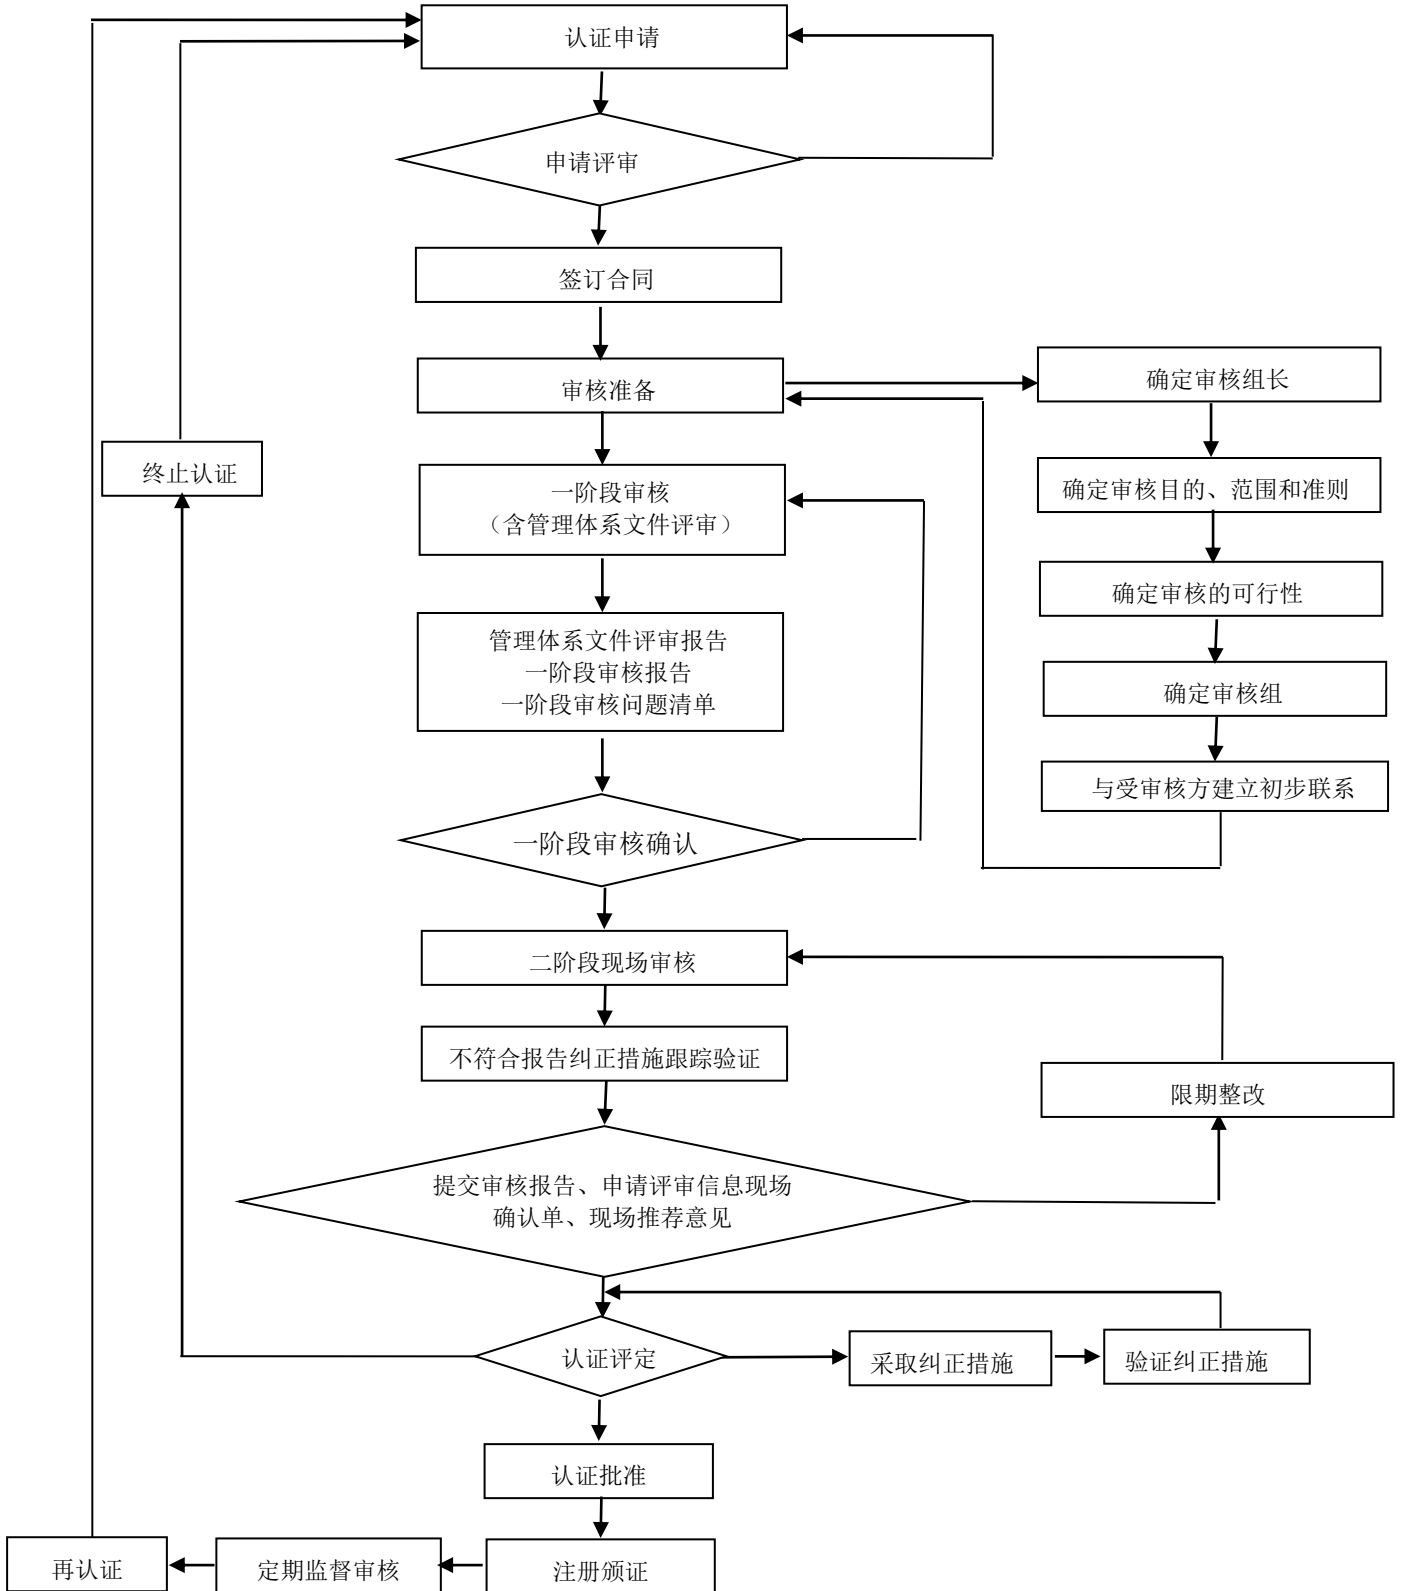 认证申请
申请评审
签订合同
审核准备
确定审核组长
终止认证
一阶段审核
（含管理体系文件评审）
确定审核目的、范围和准则
确定审核的可行性
管理体系文件评审报告
一阶段审核报告
一阶段审核问题清单
确定审核组
与受审核方建立初步联系
一阶段审核确认
二阶段现场审核
不符合报告纠正措施跟踪验证
限期整改
提交审核报告、申请评审信息现场
确认单、现场推荐意见
认证评定
采取纠正措施
验证纠正措施
认证批准
再认证
定期监督审核
注册颁证